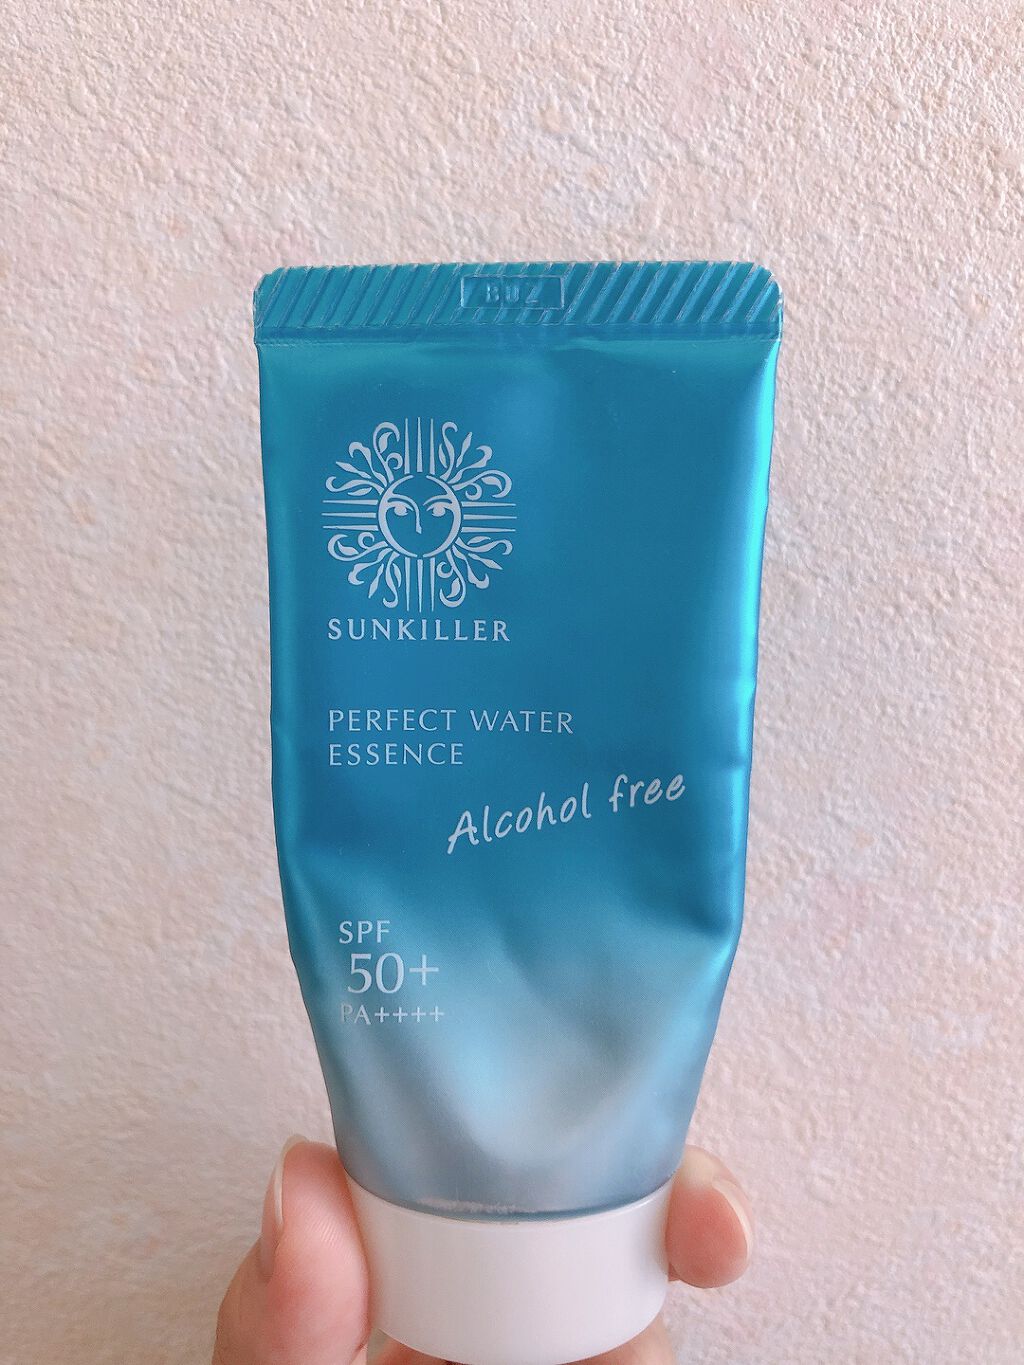 SUNKILLER
PERFECT WATER
ESSENCE
Alcohol free
SPF
50+
PA++++